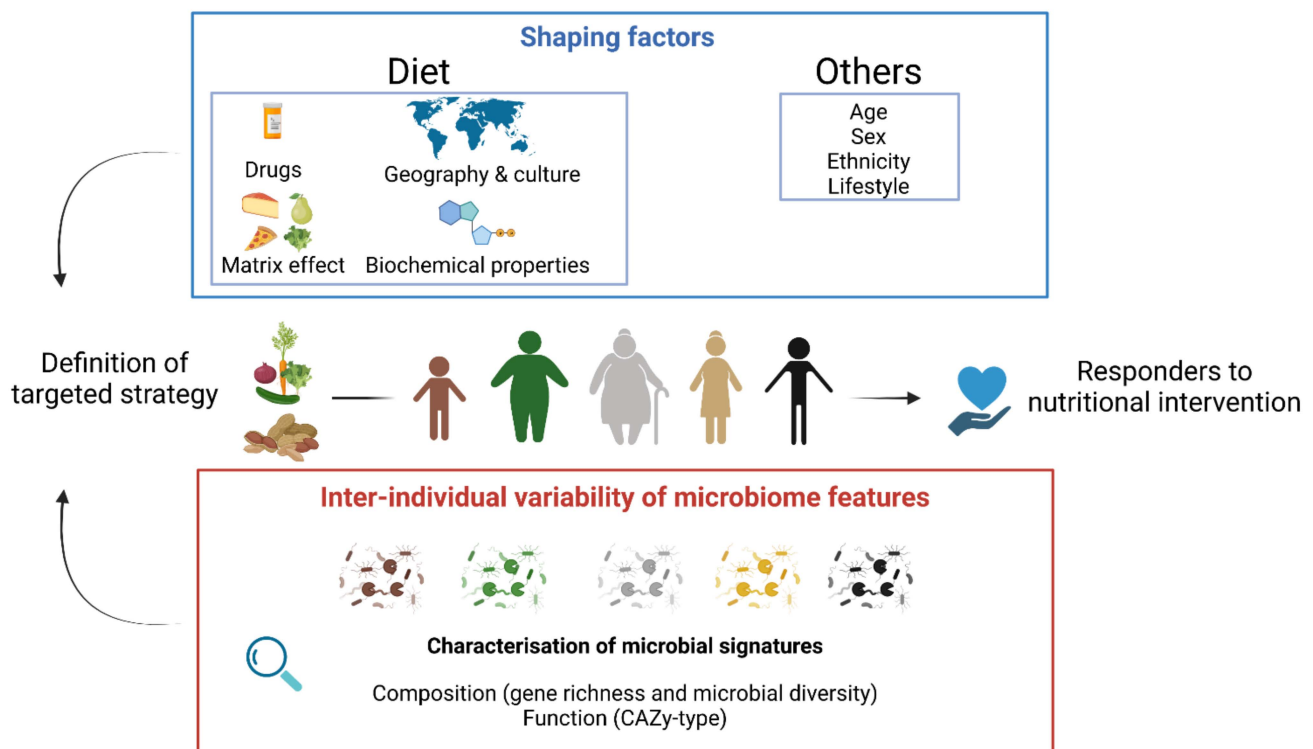 Shaping factors
Diet
Others
Drugs
Geography & culture
Matrix effect
Biochemical properties
Age
Sex
Ethnicity
Lifestyle
Definition of
targeted strategy
Responders to
nutritional intervention
Inter-individual variability of microbiome features
Characterisation of microbial signatures
Composition (gene richness and microbial diversity)
Function (CAZy-type)